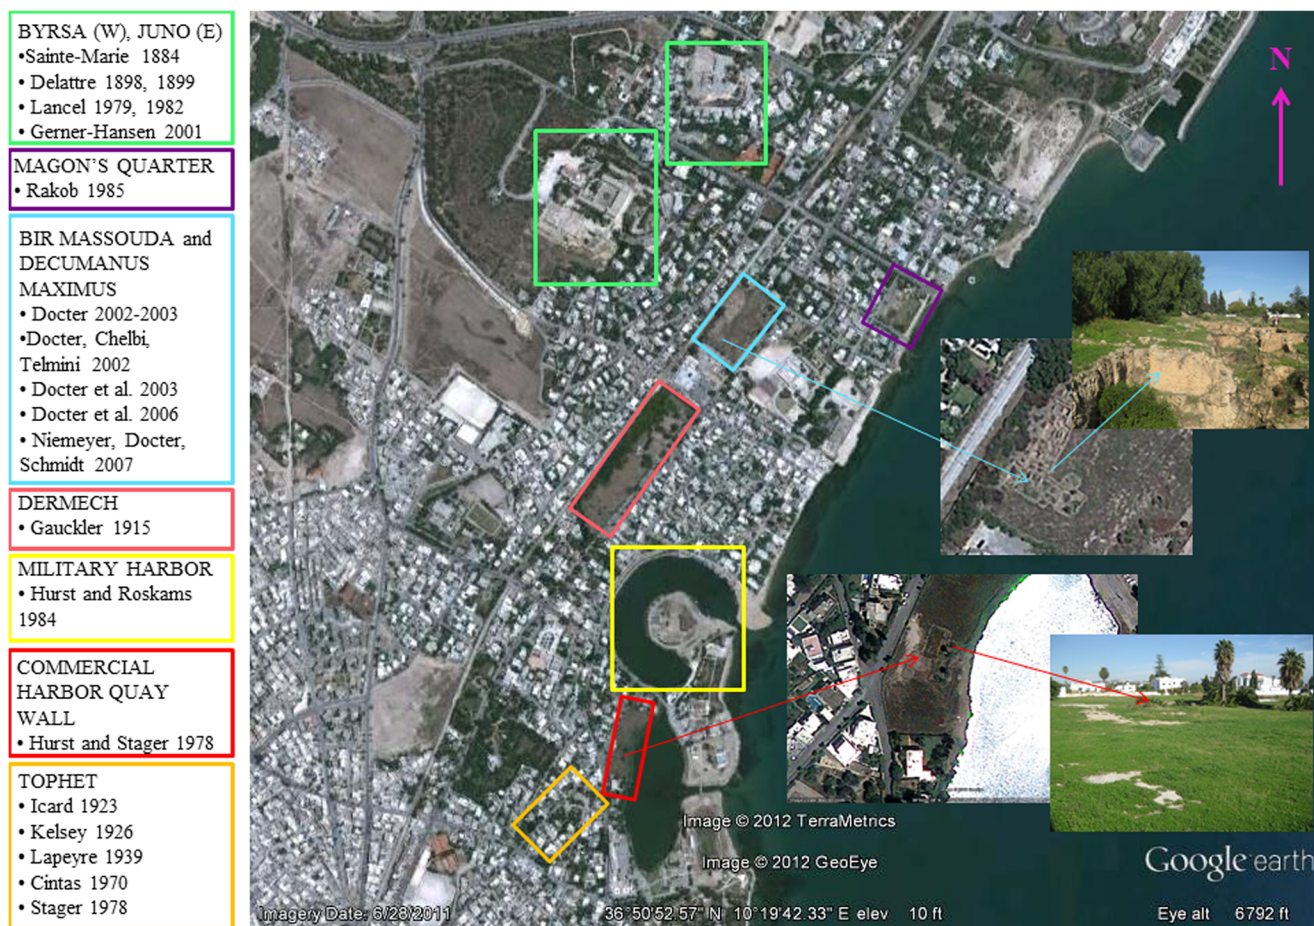 BYRSA (W), JUNO (E)
•Sainte-Marie 1884
• Delattre 1898, 1899
• Lancel 1979, 1982
• Gerner-Hansen 2001
MAGON'S QUARTER
• Rakob 1985
BIR MASSOUDA and
DECUMANUS
MAXIMUS
• Docter 2002-2003
•Docter, Chelbi,
Telmini 2002
• Docter et al. 2003
• Docter et al. 2006
• Niemeyer, Docter,
Schmidt 2007
DERMECH
• Gauckler 1915
MILITARY HARBOR
• Hurst and Roskams
1984
COMMERCIAL
HARBOR QUAY
WALL
• Hurst and Stager 1978
TOPHET
• Icard 1923
• Kelsey 1926
• Lapeyre 1939
• Cintas 1970
• Stager 1978
N
Image © 2012 TerraMetrics
Image © 2012 GeoEye
Google earth
Imagery Date: 6/28/2011
36°50'52.57" N 10°19'42.33" E elev 10 ft
Eye alt 6792 ft